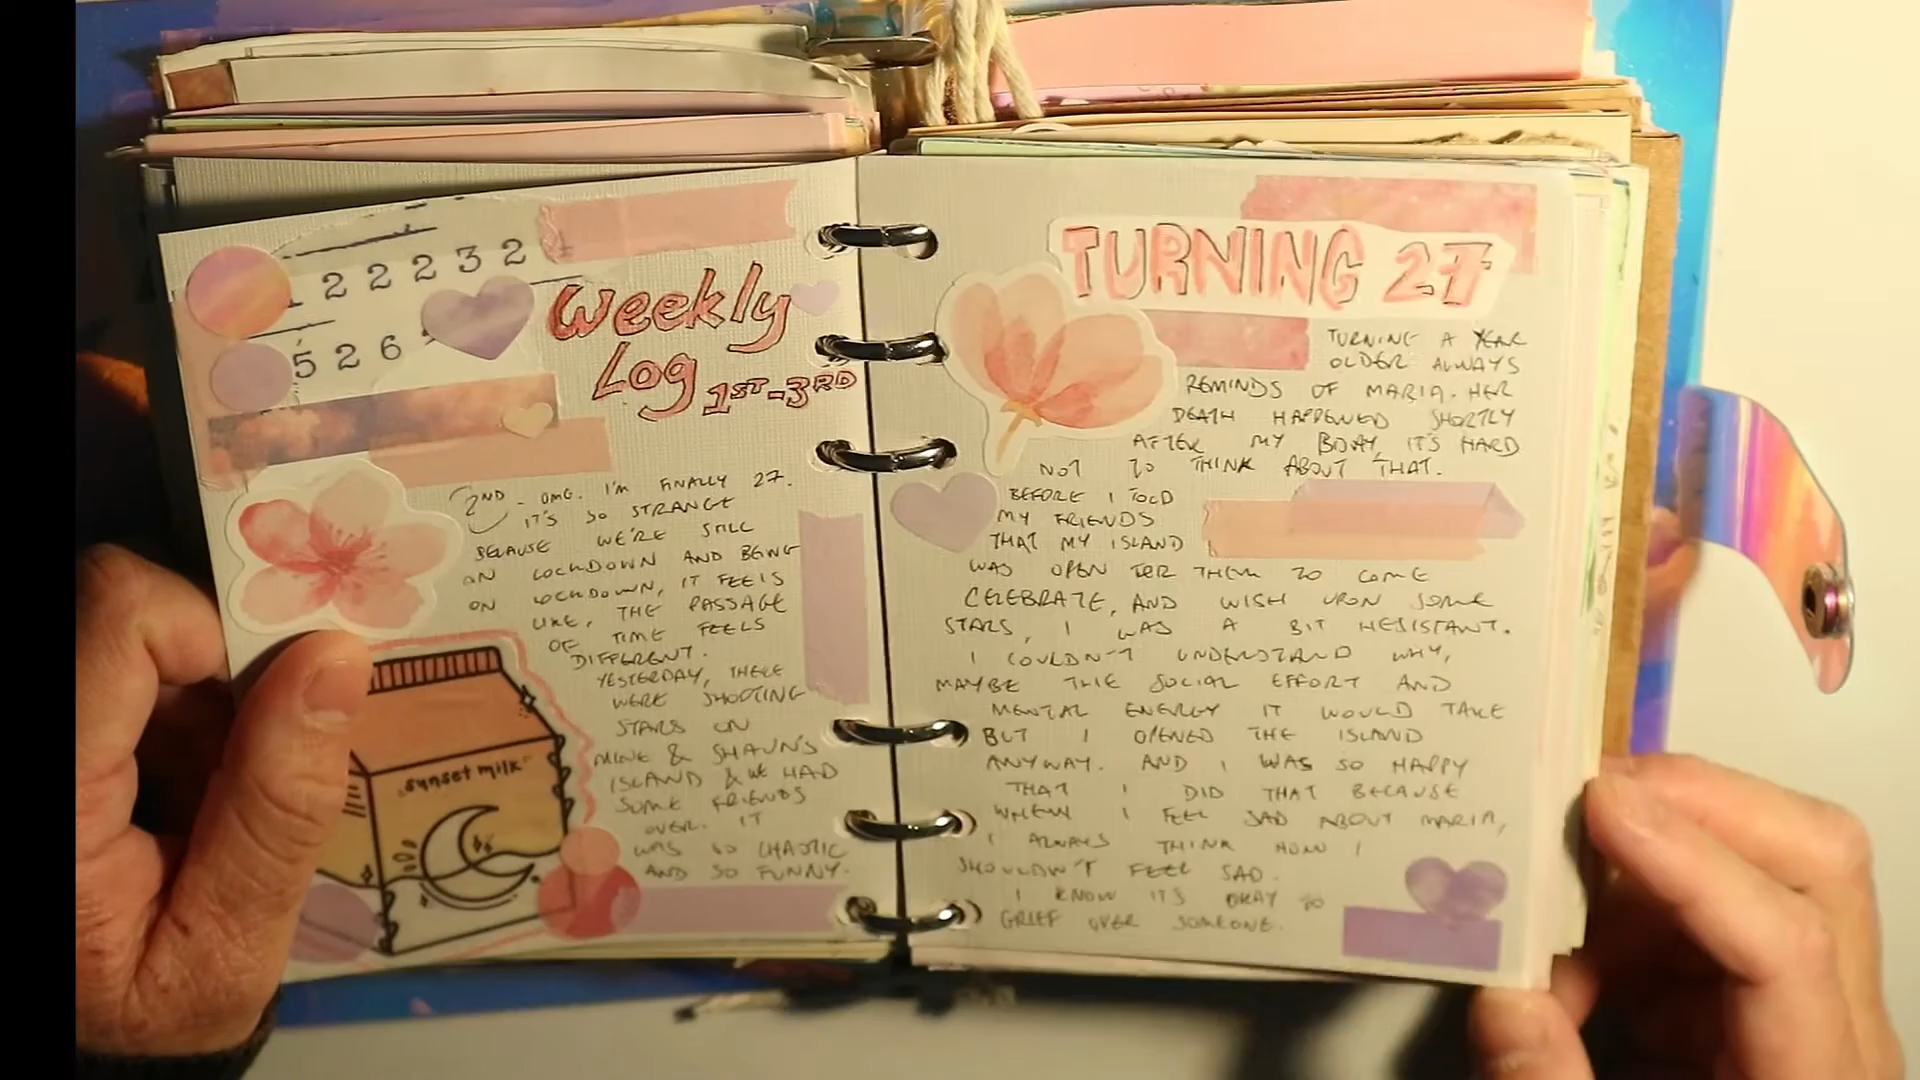 1 2 2 2 3 2
5 2 6
Weekly
Log 1ST-3RD
2ND - OMG. I'M FINALLY 27.
IT'S SO STRANGE
BECAUSE WE'RE STILL
ON LOCKDOWN AND BEING
ON LOCKDOWN, IT FEELS
LIKE, THE PASSAGE
OF TIME FEELS
DIFFERENT.
YESTERDAY, THERE
WERE SHOOTING
STARS ON
MINE & SHAUN'S
ISLAND & WE HAD
SOME FRIENDS
OVER. IT
WAS SO CHAOTIC
AND SO FUNNY.
sunset milk
TURNING 27
TURNING A YEAR
OLDER ALWAYS
REMINDS OF MARIA. HER
DEATH HAPPENED SHORTLY
AFTER MY BDAY, IT'S HARD
NOT TO THINK ABOUT THAT.
BEFORE I TOLD
MY FRIENDS
THAT MY ISLAND
WAS OPEN FOR THEM TO COME
CELEBRATE, AND WISH UPON SOME
STARS, I WAS A BIT HESISTANT.
I COULDN'T UNDERSTAND WHY,
MAYBE THE SOCIAL EFFORT AND
MENTAL ENERGY IT WOULD TAKE
BUT I OPENED THE ISLAND
ANYWAY. AND I WAS SO HAPPY
THAT I DID THAT BECAUSE
WHEN I FEEL SAD ABOUT MARIA,
I ALWAYS THINK HOW I
SHOULDN'T FEEL SAD.
I KNOW IT'S OKAY TO
GRIEF OVER SOMEONE.